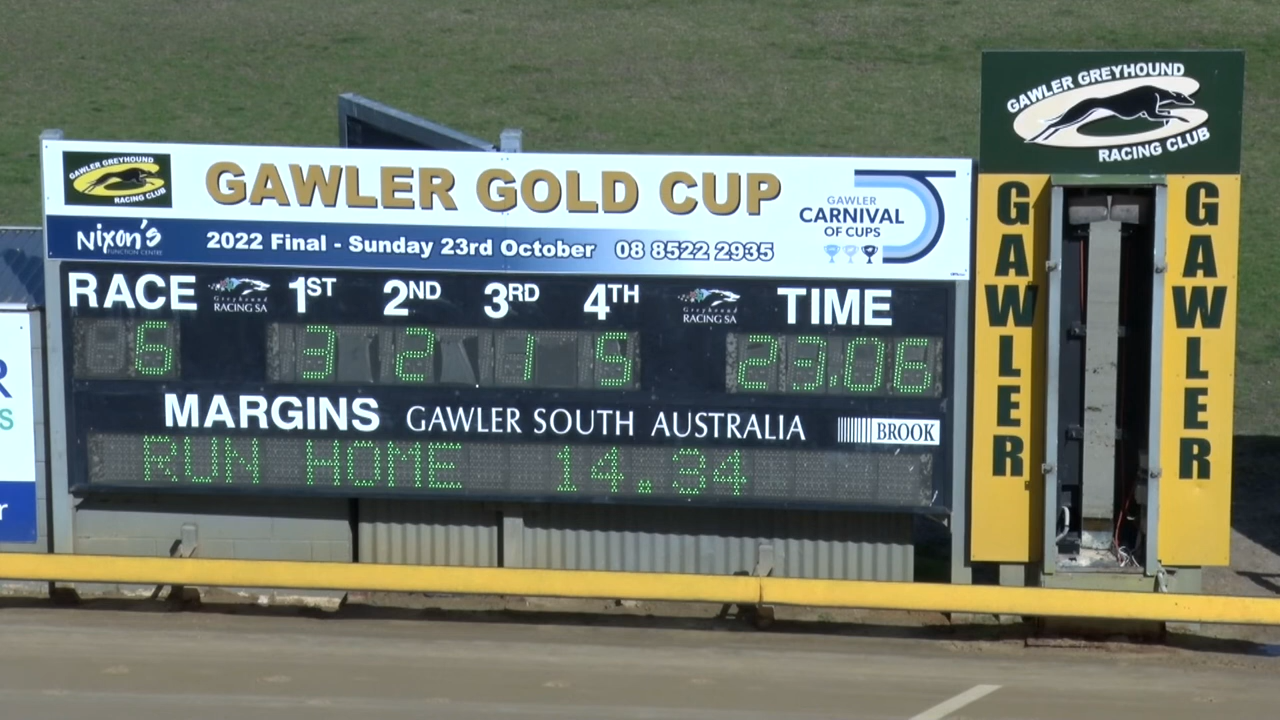 GAWLER GREYHOUND
RACING CLUB
GAWLER GOLD CUP
GAWLER
CARNIVAL
OF CUPS
Nixon's
FUNCTION CENTRE
2022 Final - Sunday 23rd October 08 8522 2935
RACE
Greyhound
RACING SA
1ST 2ND 3RD 4TH
Greyhound
RACING SA
TIME
6 3 2 1 5 23.06
MARGINS GAWLER SOUTH AUSTRALIA BROOK
RUN HOME 14.34
GAWLER GREYHOUND
RACING CLUB
GAWLER
GAWLER
R
S
r